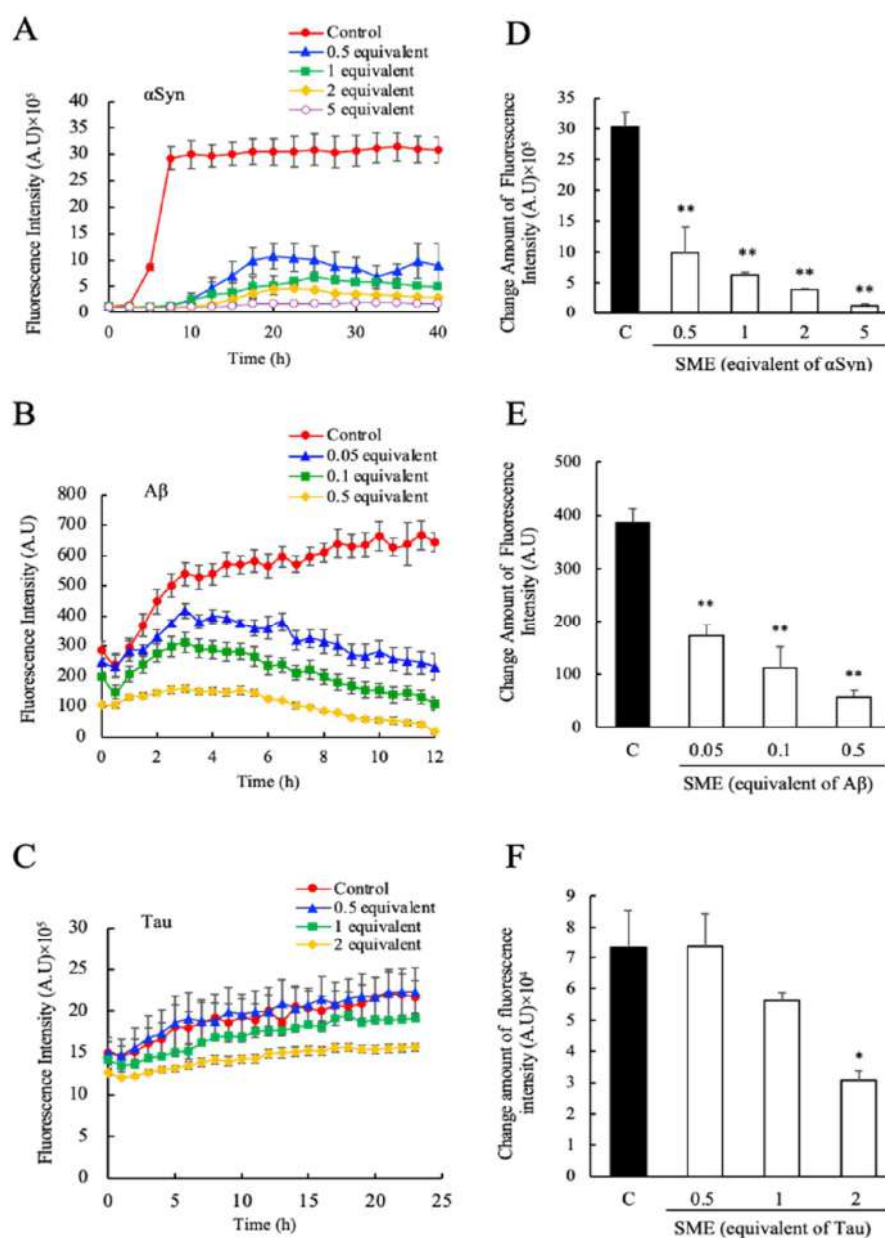 A
Control
0.5 equivalent
1 equivalent
2 equivalent
5 equivalent
αSyn
Fluorescence Intensity (A.U)×10⁵
40
35
30
25
20
15
10
5
0
0 10 20 30 40
Time (h)
D
Change Amount of Fluorescence
Intensity (A.U)×10⁵
35
30
25
20
15
10
5
0
**
**
**
**
C 0.5 1 2 5
SME (eqivalent of αSyn)
B
Control
0.05 equivalent
0.1 equivalent
0.5 equivalent
Aβ
Fluorescence Intensity (A.U)
800
700
600
500
400
300
200
100
0
0 2 4 6 8 10 12
Time (h)
E
Change Amount of Fluorescence
Intensity (A.U)
500
400
300
200
100
0
**
**
**
C 0.05 0.1 0.5
SME (equivalent of Aβ)
C
Control
0.5 equivalent
1 equivalent
2 equivalent
Tau
Fluorescence Intensity (A.U)×10⁵
30
25
20
15
10
5
0
0 5 10 15 20 25
Time (h)
F
Change amount of fluorescence
intensity (A.U)×10⁴
9
8
7
6
5
4
3
2
1
0
*
C 0.5 1 2
SME (equivalent of Tau)